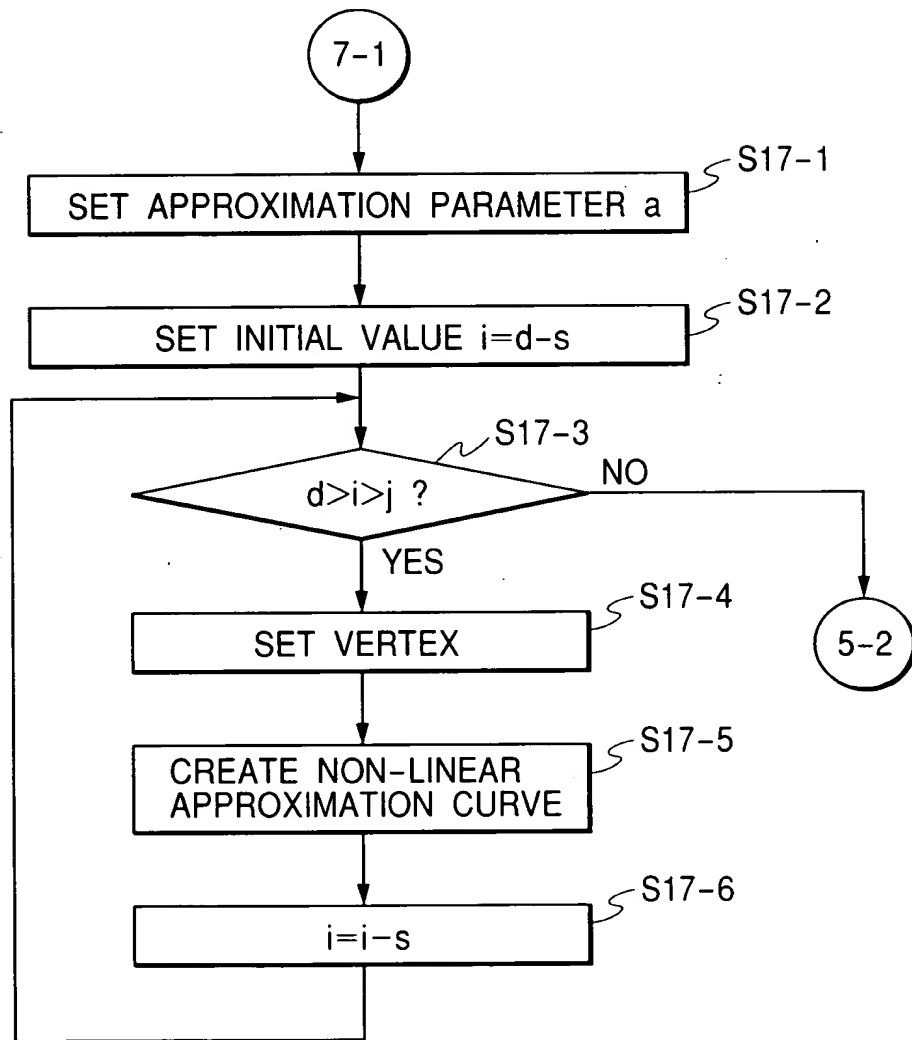 7-1
S17-1
SET APPROXIMATION PARAMETER a
S17-2
SET INITIAL VALUE i=d-s
S17-3
d>i>j ?
NO
YES
S17-4
SET VERTEX
5-2
S17-5
CREATE NON-LINEAR
APPROXIMATION CURVE
S17-6
i=i-s